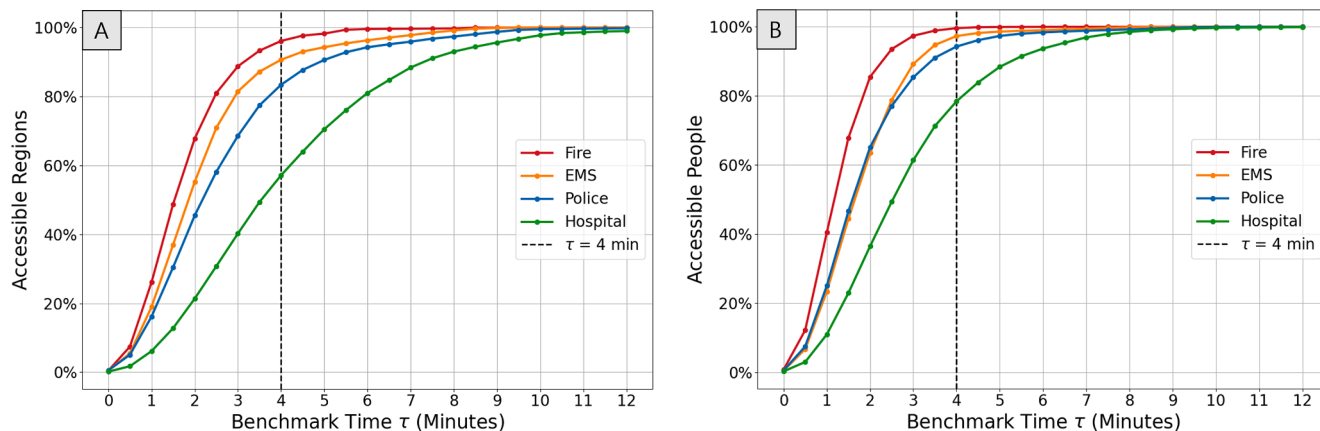 A
100%
80%
60%
40%
20%
0%
Accessible Regions
Fire
EMS
Police
Hospital
τ = 4 min
0 1 2 3 4 5 6 7 8 9 10 11 12
Benchmark Time τ (Minutes)
B
100%
80%
60%
40%
20%
0%
Accessible People
Fire
EMS
Police
Hospital
τ = 4 min
0 1 2 3 4 5 6 7 8 9 10 11 12
Benchmark Time τ (Minutes)